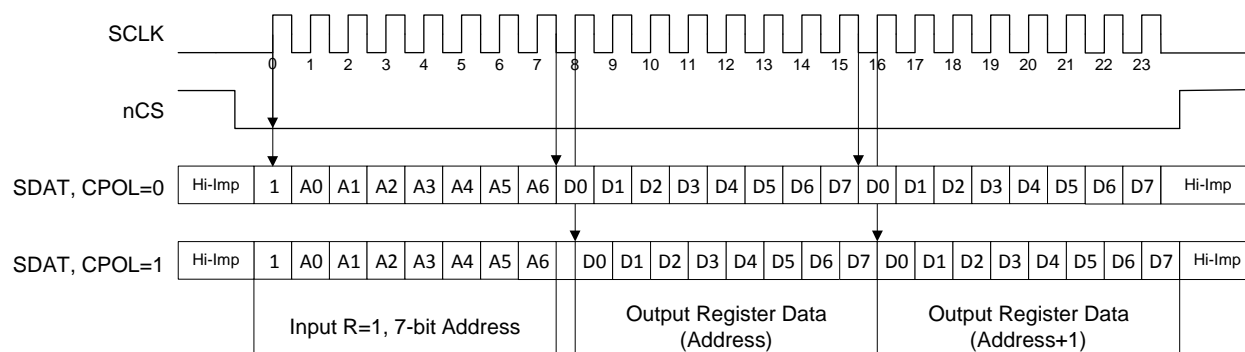 SCLK
0 1 2 3 4 5 6 7 8 9 10 11 12 13 14 15 16 17 18 19 20 21 22 23
nCS
SDAT, CPOL=0 Hi-Imp 1 A0 A1 A2 A3 A4 A5 A6 D0 D1 D2 D3 D4 D5 D6 D7 D0 D1 D2 D3 D4 D5 D6 D7 Hi-Imp
SDAT, CPOL=1 Hi-Imp 1 A0 A1 A2 A3 A4 A5 A6 D0 D1 D2 D3 D4 D5 D6 D7 D0 D1 D2 D3 D4 D5 D6 D7 Hi-Imp
Input R=1, 7-bit Address
Output Register Data
(Address)
Output Register Data
(Address+1)